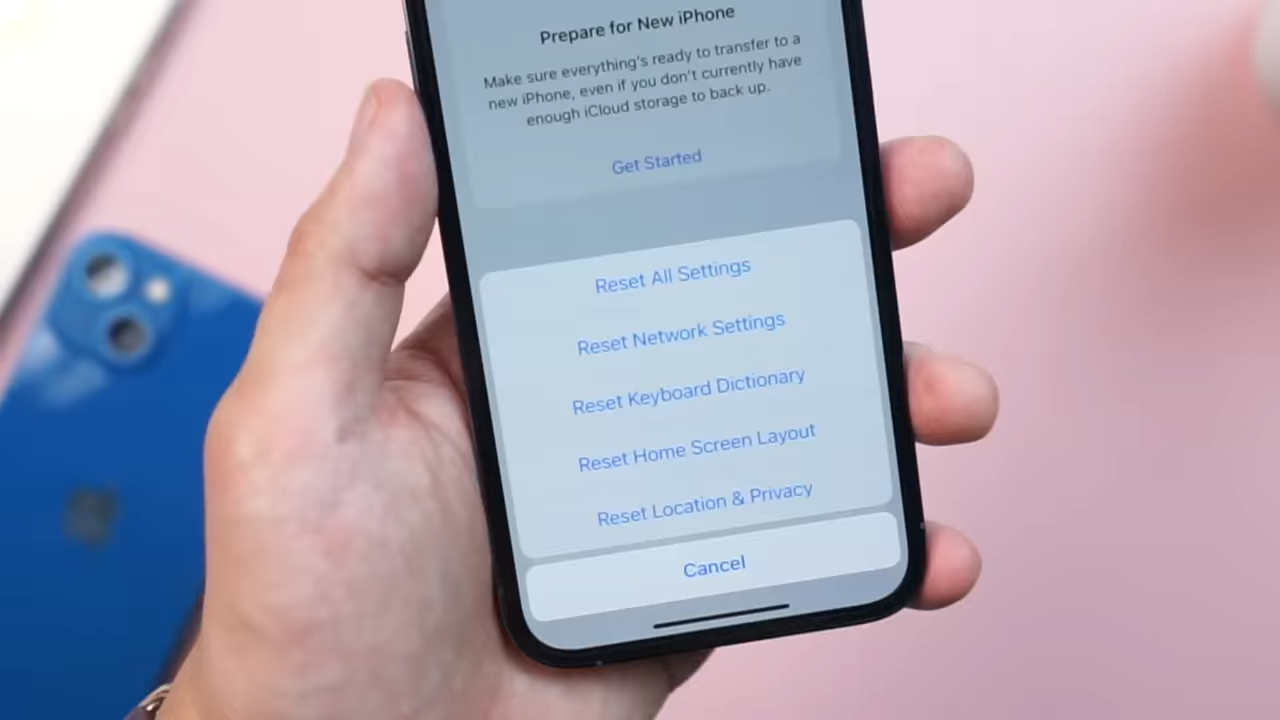 Prepare for New iPhone
Make sure everything's ready to transfer to a
new iPhone, even if you don't currently have
enough iCloud storage to back up.
Get Started
Reset All Settings
Reset Network Settings
Reset Keyboard Dictionary
Reset Home Screen Layout
Reset Location & Privacy
Cancel